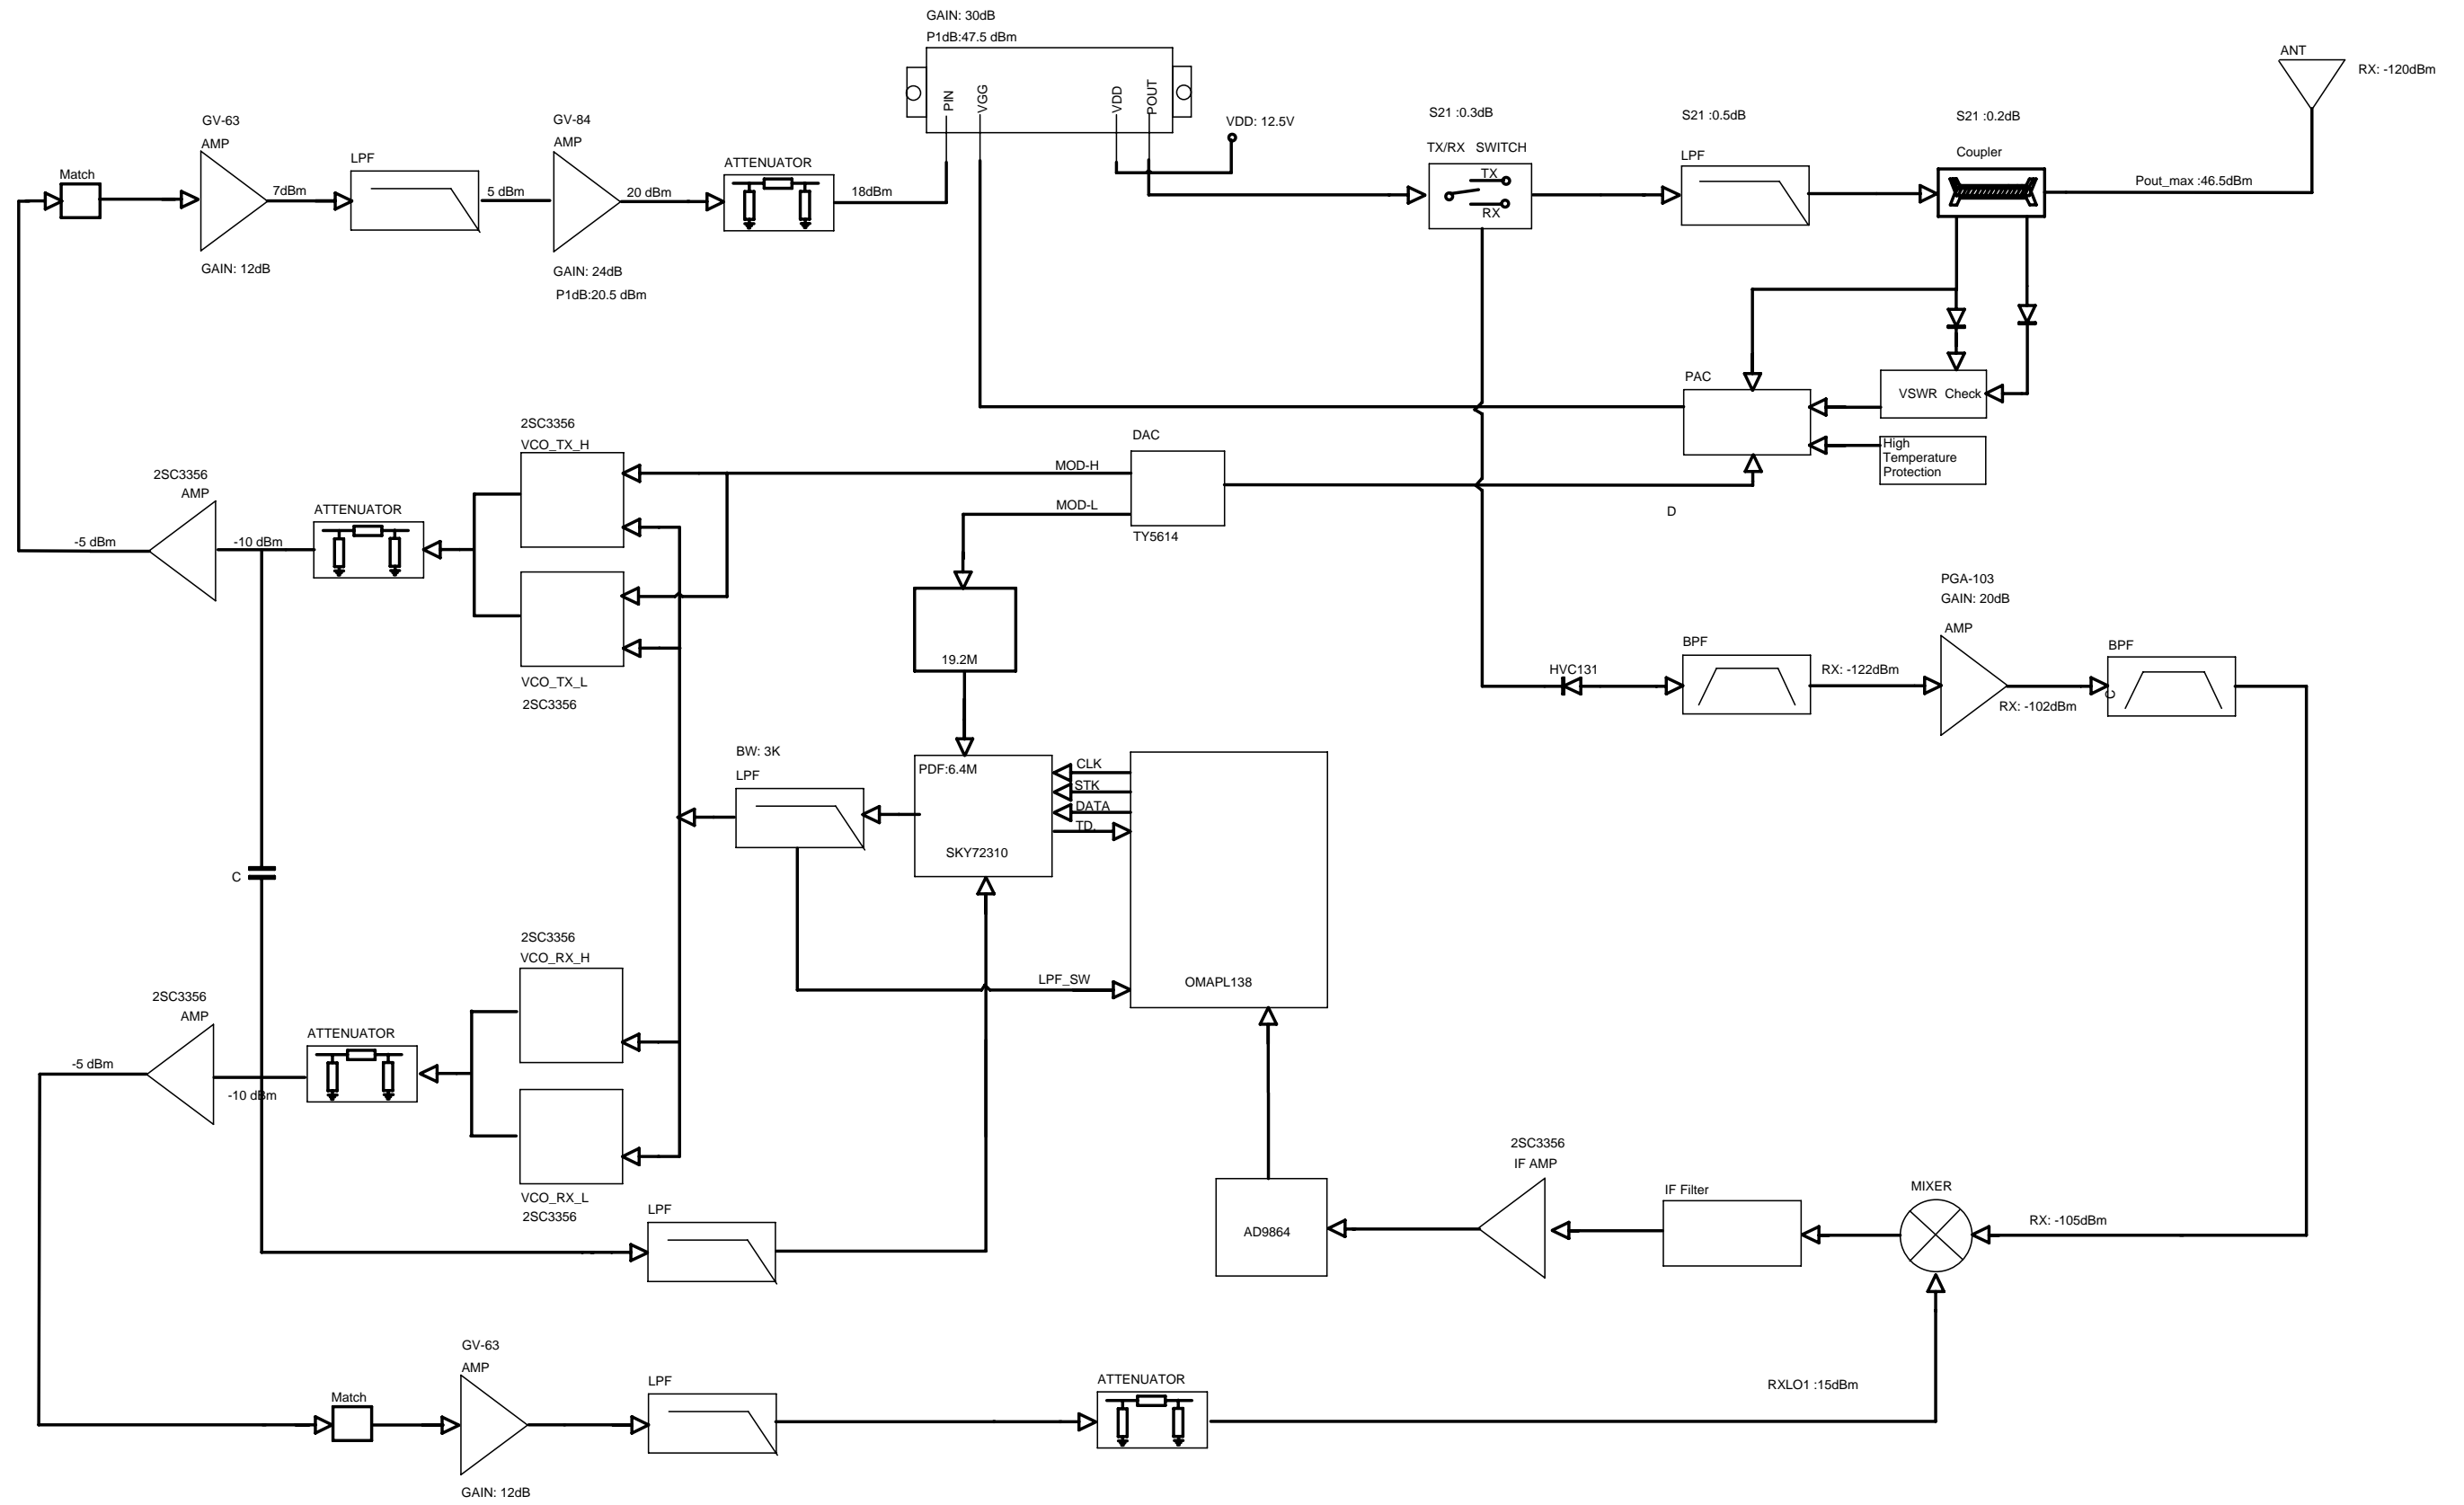 GAIN: 30dB
P1dB:47.5 dBm
PIN
VGG
VDD
POUT
VDD: 12.5V
ANT
RX: -120dBm
GV-63
AMP
GAIN: 12dB
Match
7dBm
LPF
5 dBm
GV-84
AMP
20 dBm
GAIN: 24dB
P1dB:20.5 dBm
ATTENUATOR
18dBm
S21 :0.3dB
TX/RX SWITCH
TX
RX
S21 :0.5dB
LPF
S21 :0.2dB
Coupler
Pout_max :46.5dBm
PAC
VSWR Check
High
Temperature
Protection
D
2SC3356
VCO_TX_H
VCO_TX_L
2SC3356
2SC3356
AMP
-5 dBm
-10 dBm
ATTENUATOR
MOD-H
MOD-L
DAC
TY5614
19.2M
HVC131
BPF
RX: -122dBm
PGA-103
GAIN: 20dB
AMP
RX: -102dBm
BPF
C
BW: 3K
LPF
PDF:6.4M
SKY72310
CLK
STK
DATA
TD.
OMAPL138
LPF_SW
C
2SC3356
VCO_RX_H
VCO_RX_L
2SC3356
2SC3356
AMP
-5 dBm
-10 dBm
ATTENUATOR
LPF
AD9864
2SC3356
IF AMP
IF Filter
MIXER
RX: -105dBm
RXLO1 :15dBm
Match
GV-63
AMP
GAIN: 12dB
LPF
ATTENUATOR